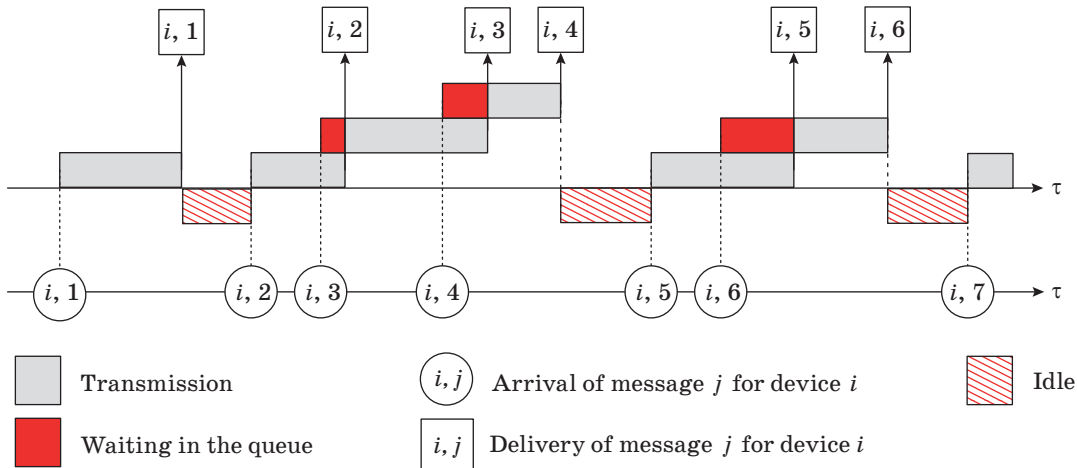 i, 1 i, 2 i, 3 i, 4 i, 5 i, 6
τ
i, 1 i, 2 i, 3 i, 4 i, 5 i, 6 i, 7 τ
Transmission i, j Arrival of message j for device i Idle
Waiting in the queue i, j Delivery of message j for device i